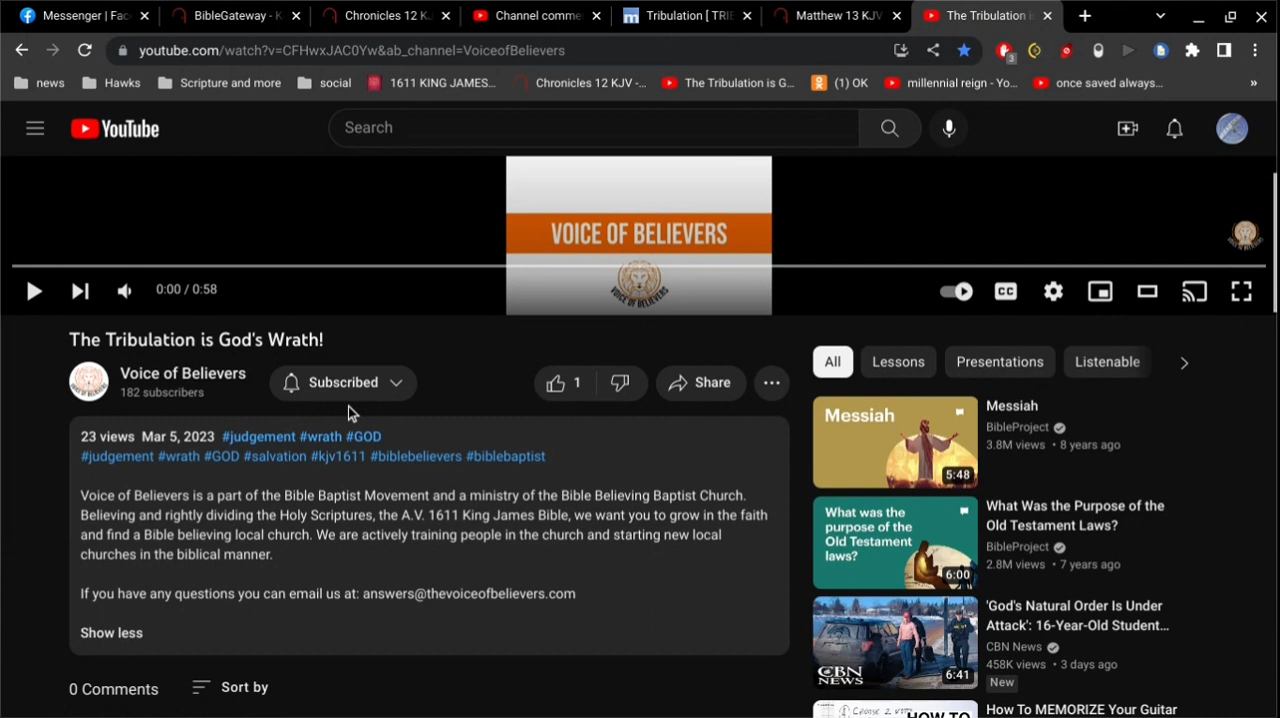 Messenger | Fac
BibleGateway - K
Chronicles 12 KJ
Channel comme
Tribulation [ TRIE
Matthew 13 KJV
The Tribulation is
youtube.com/watch?v=CFHwxJAC0Yw&ab_channel=VoiceofBelievers
3
news
Hawks
Scripture and more
social
1611 KING JAMES...
Chronicles 12 KJV -...
The Tribulation is G...
(1) OK
millennial reign - Yo...
once saved always...
»
YouTube
Search
VOICE OF BELIEVERS
VOICE OF BELIEVERS
0:00 / 0:58
CC
The Tribulation is God's Wrath!
Voice of Believers
182 subscribers
Subscribed
1
Share
23 views Mar 5, 2023 #judgement #wrath #GOD
#judgement #wrath #GOD #salvation #kjv1611 #biblebelievers #biblebaptist
Voice of Believers is a part of the Bible Baptist Movement and a ministry of the Bible Believing Baptist Church.
Believing and rightly dividing the Holy Scriptures, the A.V. 1611 King James Bible, we want you to grow in the faith
and find a Bible believing local church. We are actively training people in the church and starting new local
churches in the biblical manner.
If you have any questions you can email us at: answers@thevoiceofbelievers.com
Show less
0 Comments
Sort by
All
Lessons
Presentations
Listenable
Messiah
5:48
Messiah
BibleProject
3.8M views • 8 years ago
What was the
purpose of the
Old Testament
laws?
6:00
What Was the Purpose of the
Old Testament Laws?
BibleProject
2.8M views • 7 years ago
CBN
NEWS
6:41
'God's Natural Order Is Under
Attack': 16-Year-Old Student...
CBN News
458K views • 3 days ago
New
HOW TO
How To MEMORIZE Your Guitar